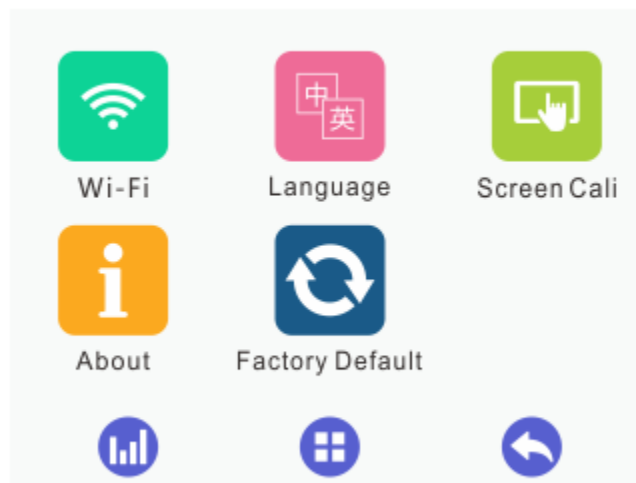 中
英
Wi-Fi
Language
Screen Cali
About
Factory Default